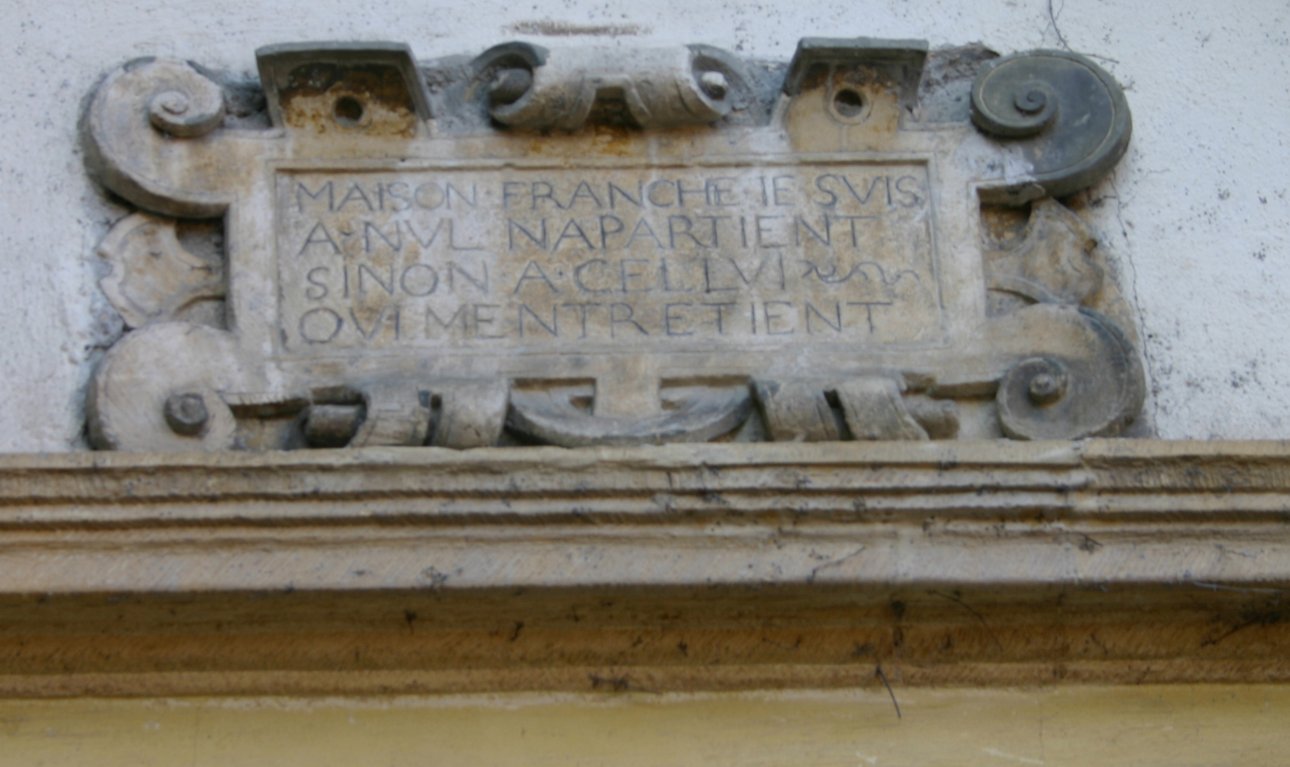 MAISON·FRANCHE·IE SVIS
A·NVL NAPARTIENT
SINON A·CELLVI
QVI MENTRETIENT